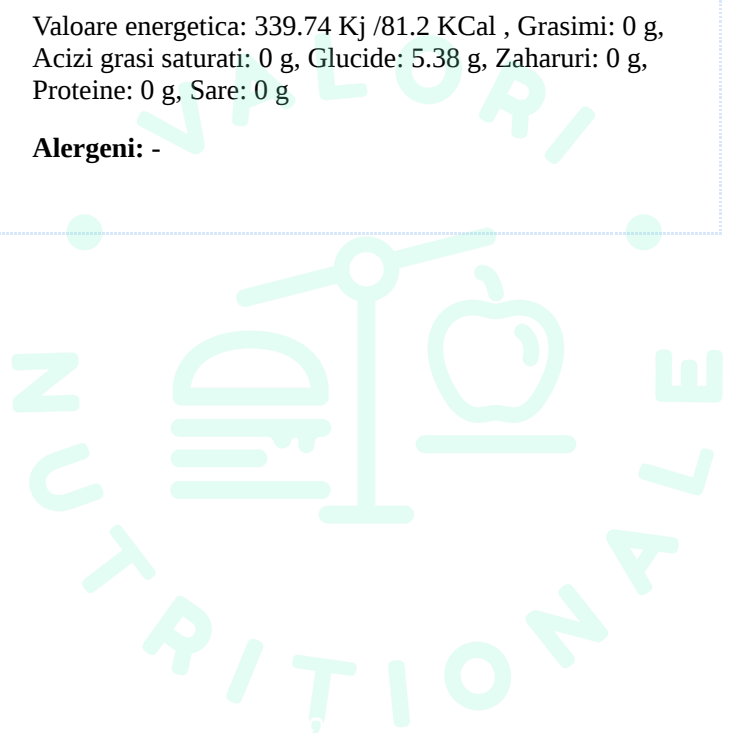 Valoare energetica: 339.74 Kj /81.2 KCal , Grasimi: 0 g,
Acizi grasi saturati: 0 g, Glucide: 5.38 g, Zaharuri: 0 g,
Proteine: 0 g, Sare: 0 g
Alergeni: -
VALORI
NUTRIȚIONALE